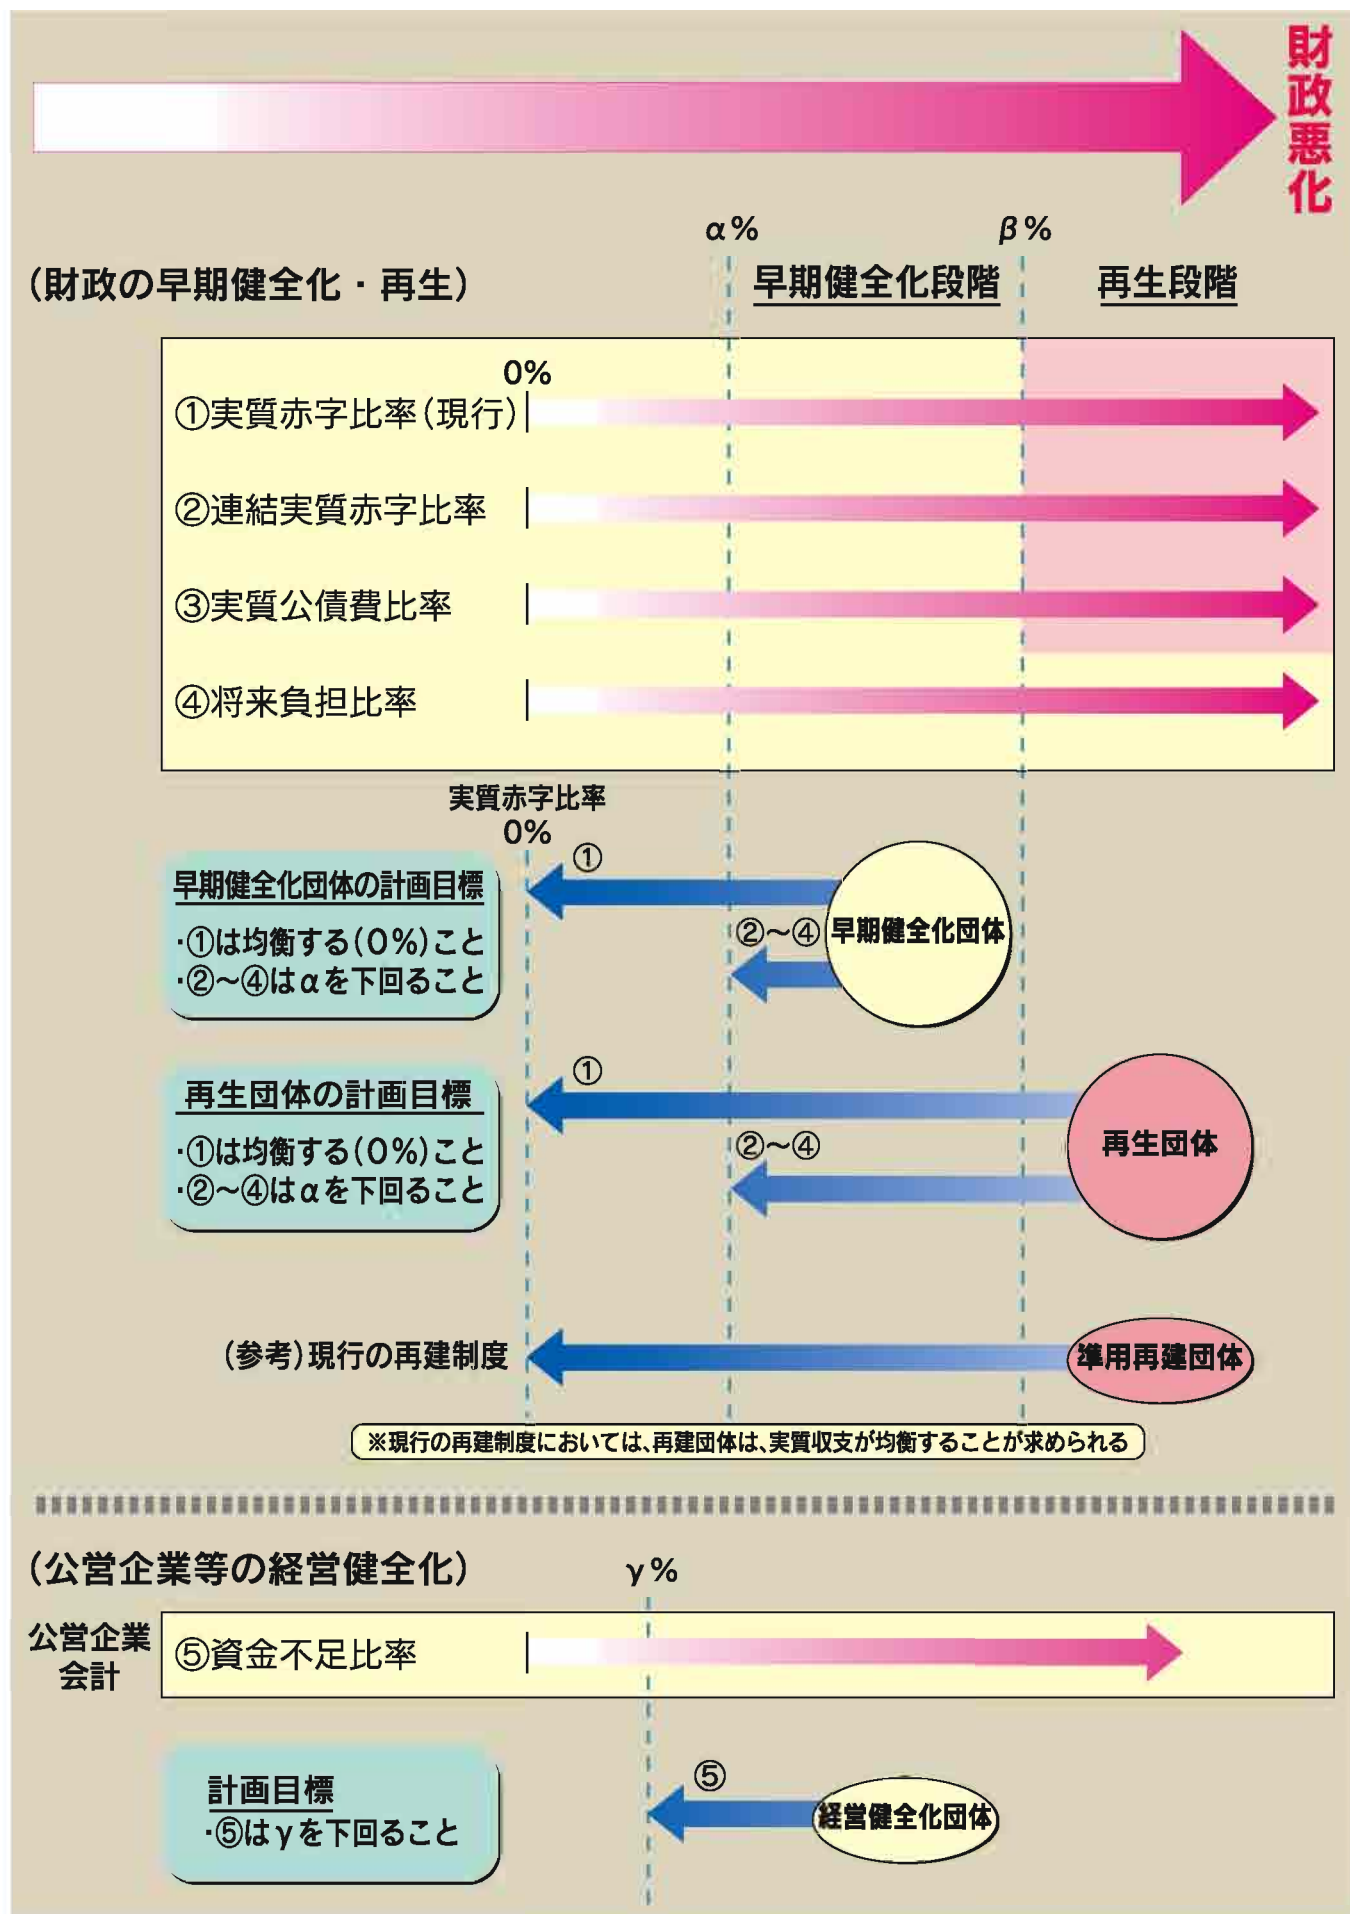 財政悪化
α%
β%
(財政の早期健全化・再生)
早期健全化段階
再生段階
0%
①実質赤字比率(現行)
②連結実質赤字比率
③実質公債費比率
④将来負担比率
実質赤字比率
0%
早期健全化団体の計画目標
・①は均衡する(0%)こと
・②～④はαを下回ること
①
②～④
早期健全化団体
再生団体の計画目標
・①は均衡する(0%)こと
・②～④はαを下回ること
①
②～④
再生団体
(参考)現行の再建制度
準用再建団体
※現行の再建制度においては、再建団体は、実質収支が均衡することが求められる
(公営企業等の経営健全化)
γ%
公営企業
会計
⑤資金不足比率
計画目標
・⑤はγを下回ること
⑤
経営健全化団体